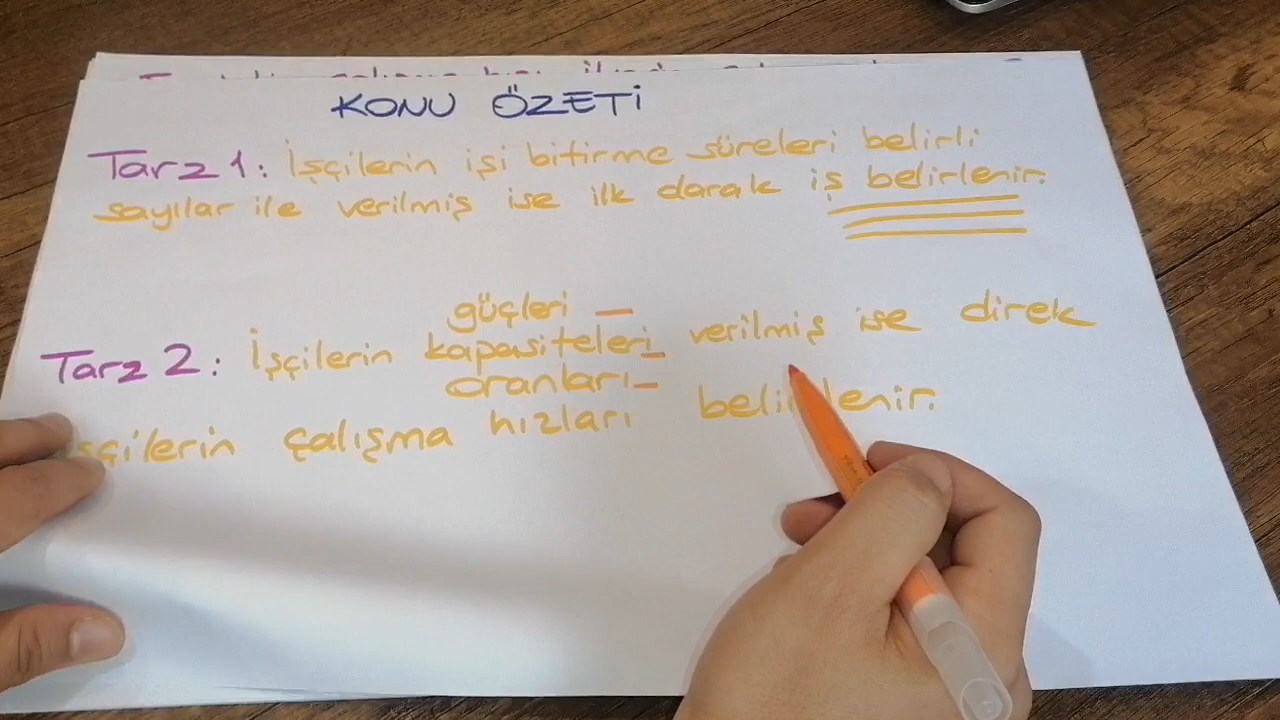 KONU ÖZETİ
Tarz 1: İşçilerin işi bitirme süreleri belirli
sayılar ile verilmiş ise ilk darak iş belirlenir.
güçleri
Tarz 2: İşçilerin kapasiteleri verilmiş ise direk
oranları
işçilerin çalışma hızları belirlenir.